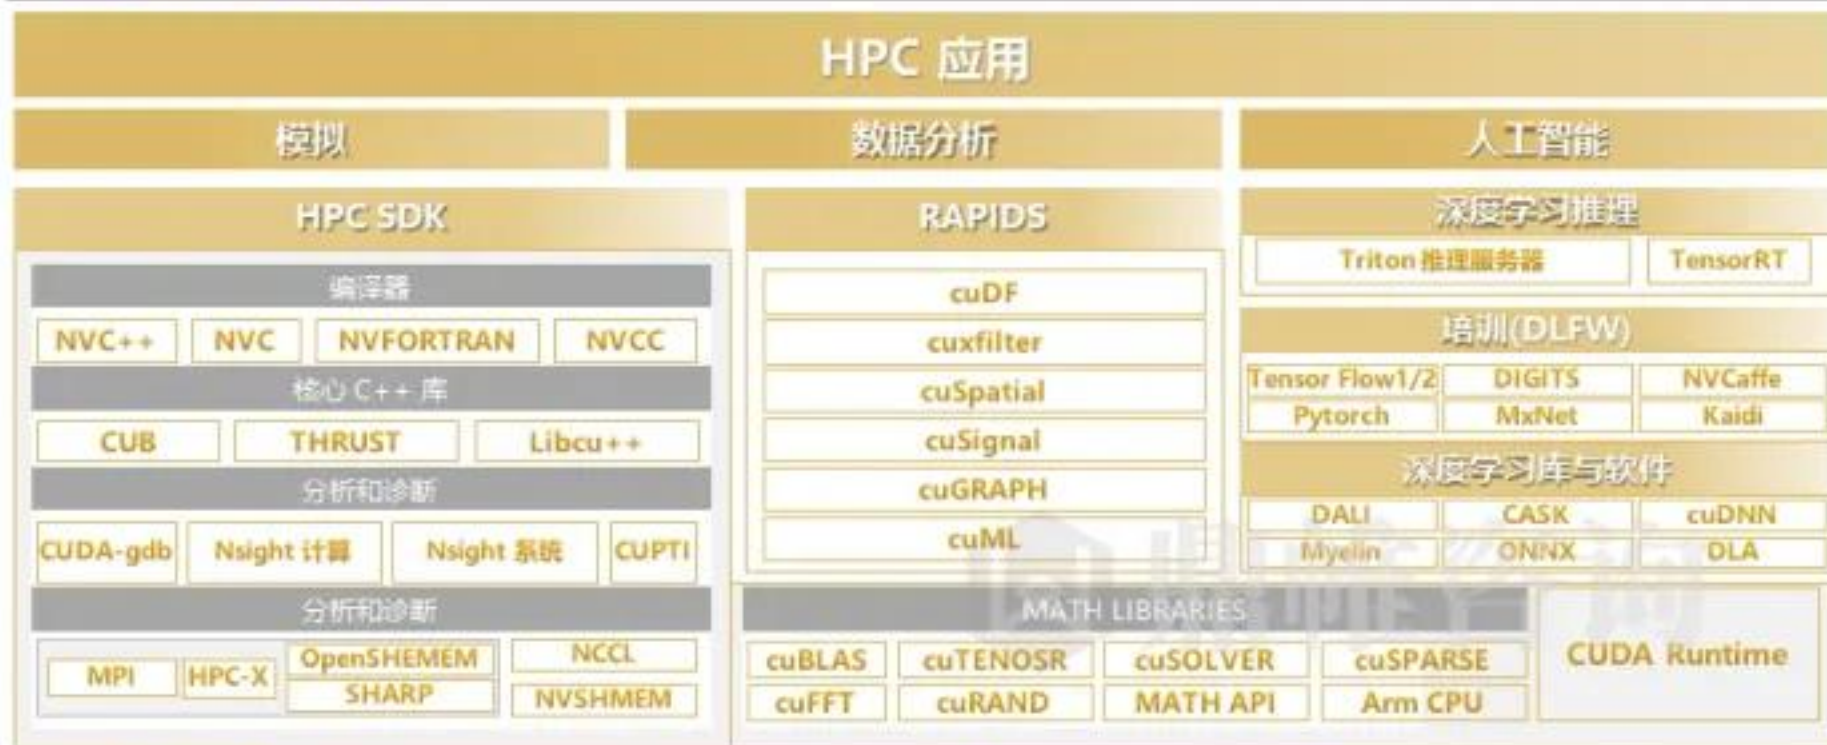 HPC 应用
模拟
数据分析
人工智能
HPC SDK
编译器
NVC++ NVC NVFORTRAN NVCC
核心 C++ 库
CUB THRUST Libcu++
分析和诊断
CUDA-gdb Nsight 计算 Nsight 系统 CUPTI
分析和诊断
MPI HPC-X
OpenSHEMEM
SHARP
NCCL
NVSHMEM
RAPIDS
cuDF
cuxfilter
cuSpatial
cuSignal
cuGRAPH
cuML
深度学习推理
Triton 推理服务器 TensorRT
培训(DLFW)
Tensor Flow1/2 DIGITS NVCaffe
Pytorch MxNet Kaidi
深度学习库与软件
DALI CASK cuDNN
Myelin ONNX DLA
MATH LIBRARIES
cuBLAS cuTENOSR cuSOLVER cuSPARSE
cuFFT cuRAND MATH API Arm CPU
CUDA Runtime